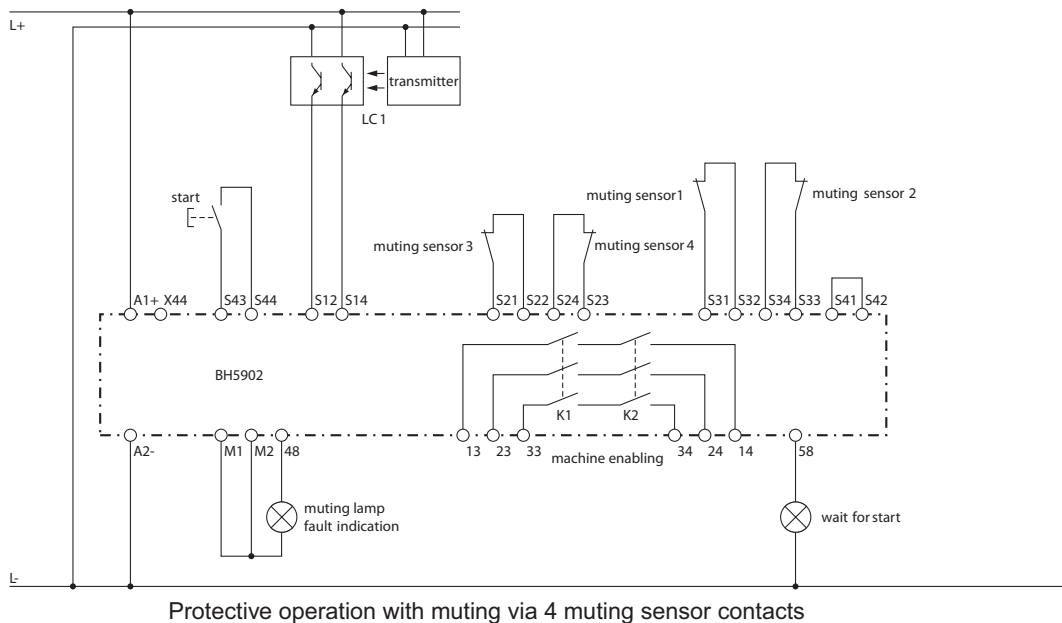 L+
transmitter
LC 1
start
muting sensor 3
muting sensor 4
muting sensor1
muting sensor 2
A1+ X44 S43 S44 S12 S14 S21 S22 S24 S23 S31 S32 S34 S33 S41 S42
BH5902
K1 K2
A2- M1 M2 48 13 23 33 machine enabling 34 24 14 58
muting lamp
fault indication
wait for start
L-
Protective operation with muting via 4 muting sensor contacts